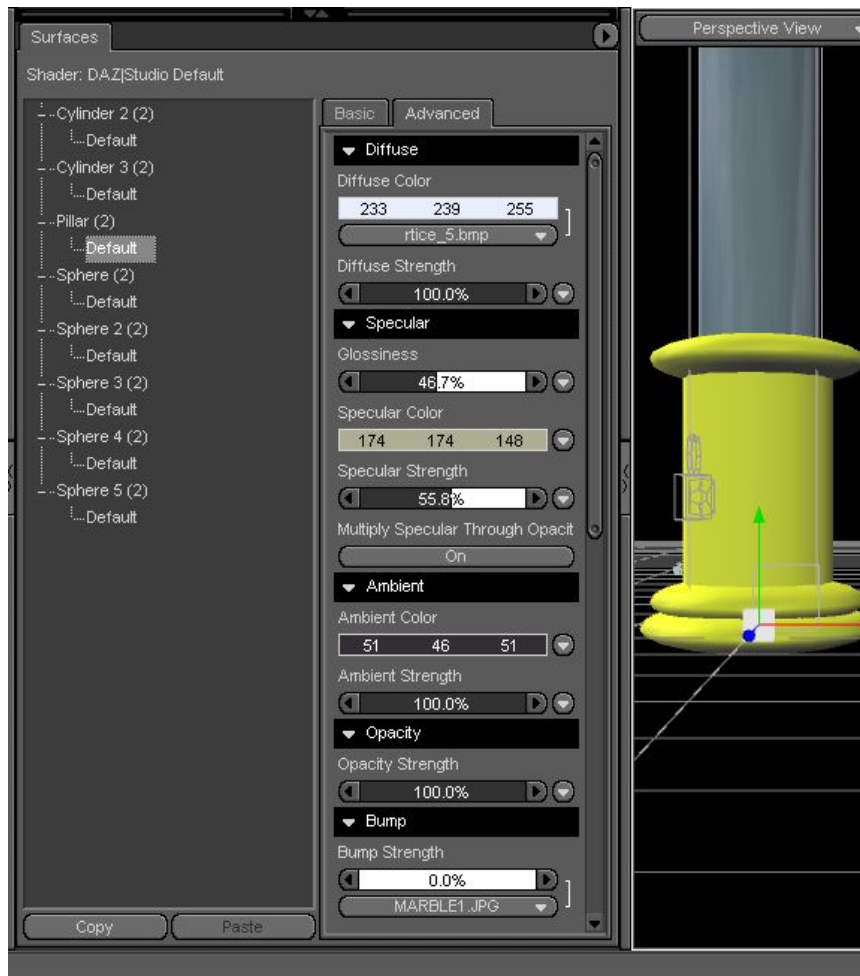 Surfaces
Perspective View
Shader: DAZ|Studio Default
Cylinder 2 (2)
Default
Cylinder 3 (2)
Default
Pillar (2)
Default
Sphere (2)
Default
Sphere 2 (2)
Default
Sphere 3 (2)
Default
Sphere 4 (2)
Default
Sphere 5 (2)
Default
Copy Paste
Basic Advanced
Diffuse
Diffuse Color
233 239 255
rtice_5.bmp
Diffuse Strength
100.0%
Specular
Glossiness
46.7%
Specular Color
174 174 148
Specular Strength
55.8%
Multiply Specular Through Opacit
On
Ambient
Ambient Color
51 46 51
Ambient Strength
100.0%
Opacity
Opacity Strength
100.0%
Bump
Bump Strength
0.0%
MARBLE1.JPG